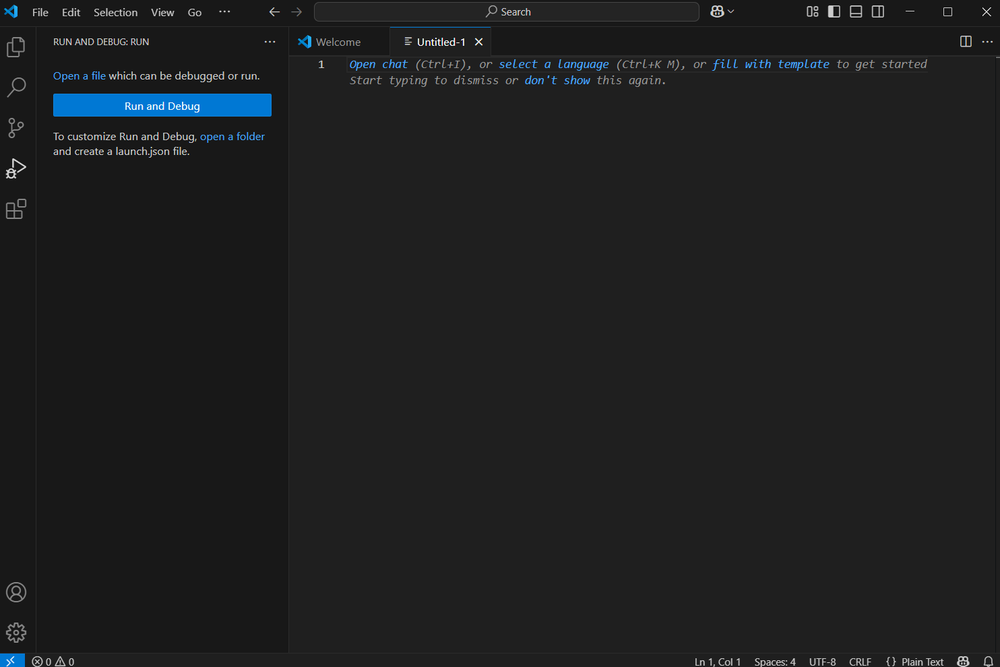 File Edit Selection View Go ··· Search
RUN AND DEBUG: RUN ···
Welcome Untitled-1
Open a file which can be debugged or run.
Run and Debug
To customize Run and Debug, open a folder
and create a launch.json file.
1 Open chat (Ctrl+I), or select a language (Ctrl+K M), or fill with template to get started
Start typing to dismiss or don't show this again.
0 0 Ln 1, Col 1 Spaces: 4 UTF-8 CRLF {} Plain Text